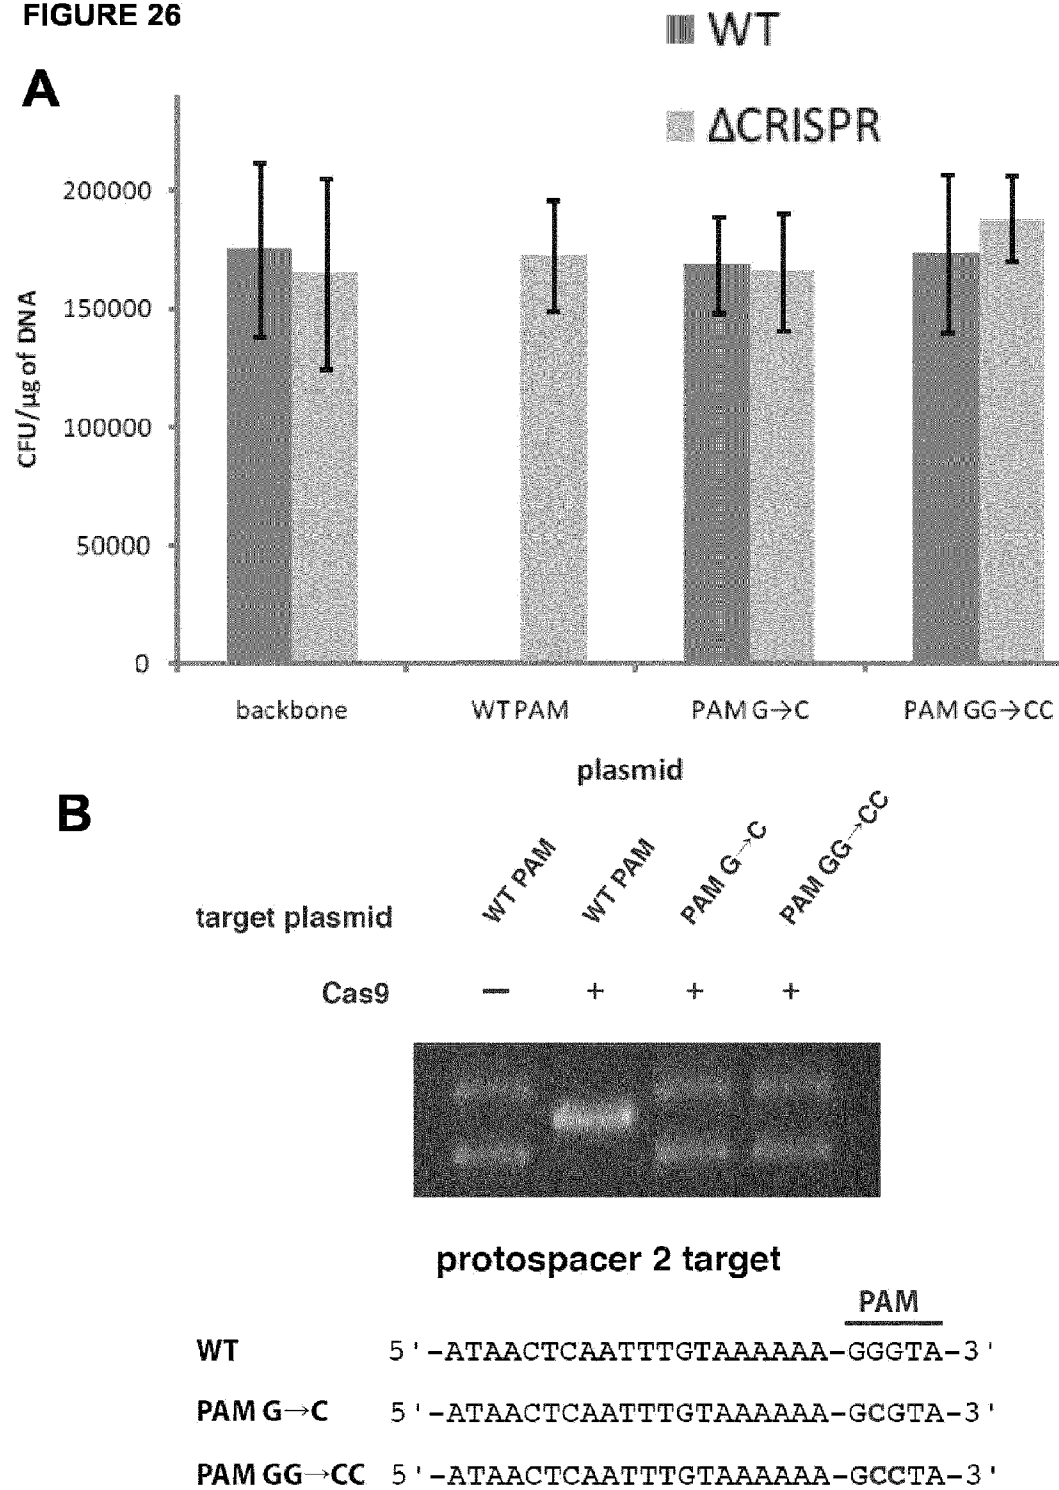 FIGURE 26
WT
A
ΔCRISPR
200000
150000
100000
50000
0
CFU/µg of DNA
backbone WT PAM PAM G→C PAM GG→CC
plasmid
B
target plasmid WT PAM WT PAM PAM G→C PAM GG→CC
Cas9 — + + +
protospacer 2 target
PAM
WT 5'-ATAACTCAATTTGTAAAAAA-GGGTA-3'
PAM G→C 5'-ATAACTCAATTTGTAAAAAA-GCGTA-3'
PAM GG→CC 5'-ATAACTCAATTTGTAAAAAA-GCCTA-3'